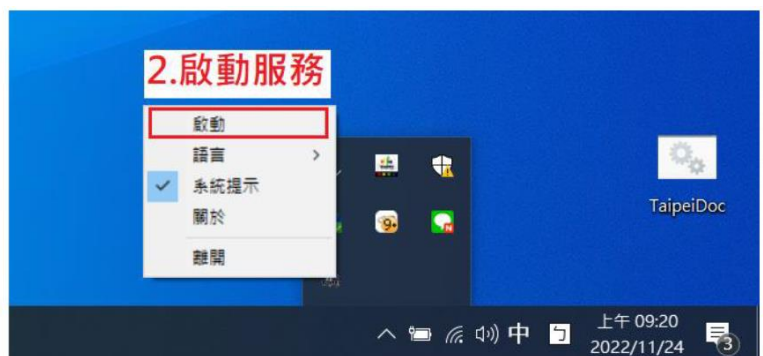 2.啟動服務
啟動
語言
系統提示
關於
離開
TaipeiDoc
中
ㄅ
上午 09:20
2022/11/24
3